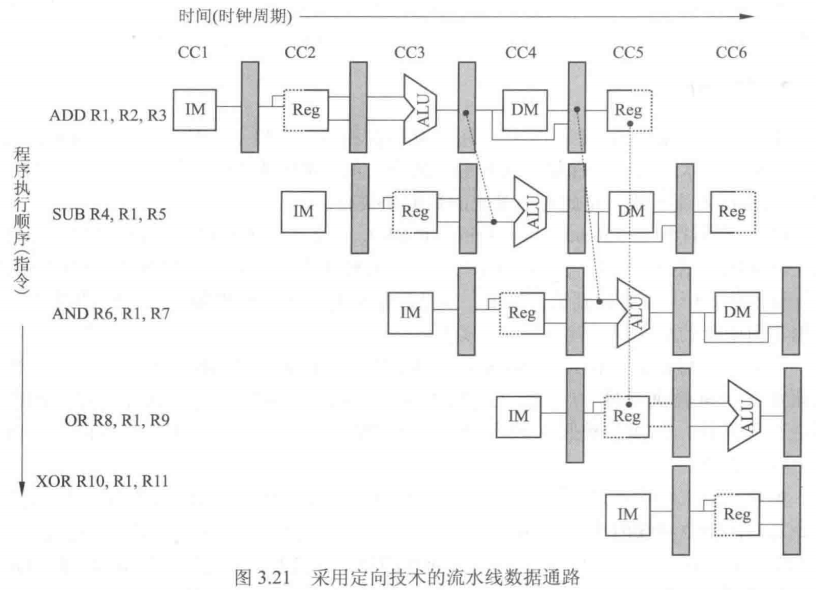 时间(时钟周期)
CC1 CC2 CC3 CC4 CC5 CC6
ADD R1, R2, R3 IM Reg ALU DM Reg
SUB R4, R1, R5 IM Reg ALU DM Reg
AND R6, R1, R7 IM Reg ALU DM
OR R8, R1, R9 IM Reg ALU
XOR R10, R1, R11 IM Reg
程序执行顺序(指令)
图 3.21 采用定向技术的流水线数据通路